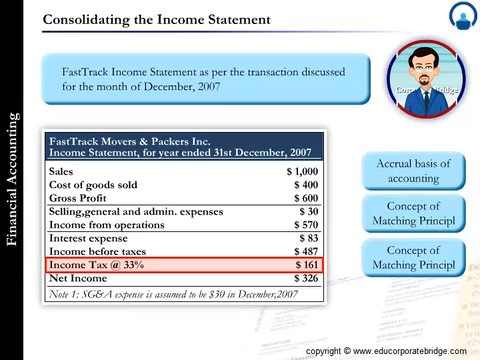 Consolidating the Income Statement
FastTrack Income Statement as per the transaction discussed
for the month of December, 2007
Financial Accounting
FastTrack Movers & Packers Inc.
Income Statement, for year ended 31st December, 2007
Sales $ 1,000
Cost of goods sold $ 400
Gross Profit $ 600
Selling,general and admin. expenses $ 30
Income from operations $ 570
Interest expense $ 83
Income before taxes $ 487
Income Tax @ 33% $ 161
Net Income $ 326
Note 1: SG&A expense is assumed to be $30 in December,2007
Accrual basis of
accounting
Concept of
Matching Principl
Concept of
Matching Principl
copyright © www.educorporatebridge.com